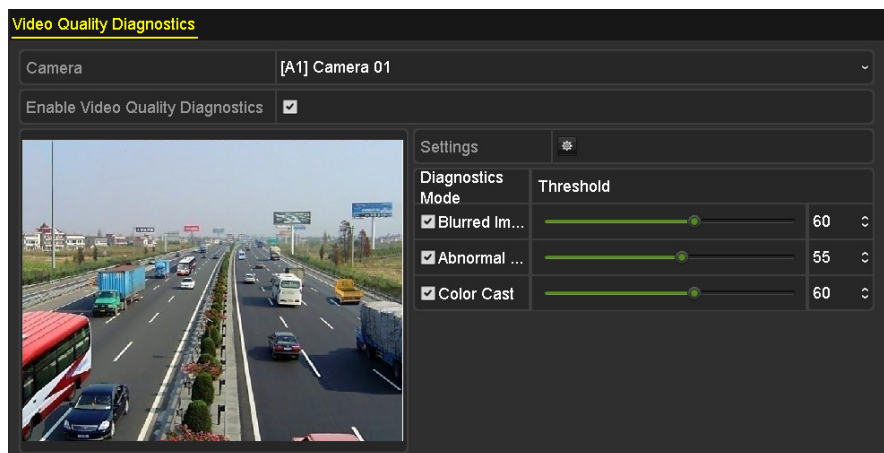 Video Quality Diagnostics
Camera
[A1] Camera 01
Enable Video Quality Diagnostics
Settings
Diagnostics
Mode
Threshold
Blurred Im...
60
Abnormal ...
55
Color Cast
60